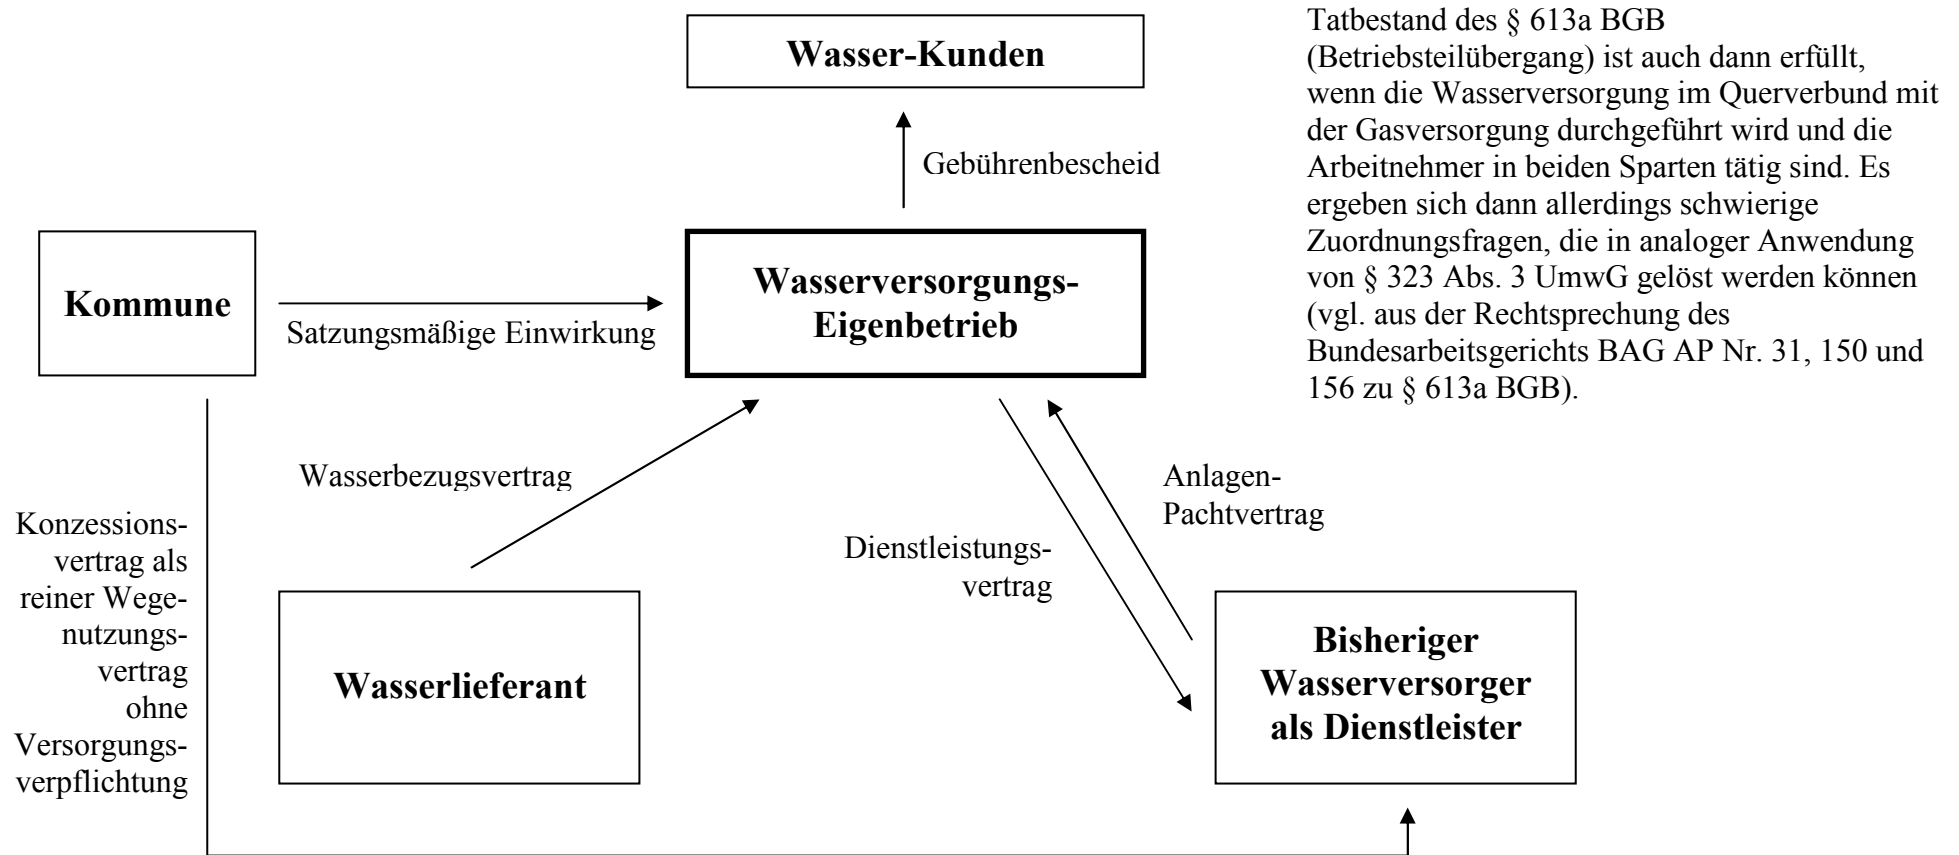 Wasser-Kunden
Tatbestand des § 613a BGB
(Betriebsteilübergang) ist auch dann erfüllt,
wenn die Wasserversorgung im Querverbund mit
der Gasversorgung durchgeführt wird und die
Arbeitnehmer in beiden Sparten tätig sind. Es
ergeben sich dann allerdings schwierige
Zuordnungsfragen, die in analoger Anwendung
von § 323 Abs. 3 UmwG gelöst werden können
(vgl. aus der Rechtsprechung des
Bundesarbeitsgerichts BAG AP Nr. 31, 150 und
156 zu § 613a BGB).
Gebührenbescheid
Kommune
Satzungsmäßige Einwirkung
Wasserversorgungs-
Eigenbetrieb
Wasserbezugsvertrag
Anlagen-
Pachtvertrag
Dienstleistungs-
vertrag
Konzessions-
vertrag als
reiner Wege-
nutzungs-
vertrag
ohne
Versorgungs-
verpflichtung
Wasserlieferant
Bisheriger
Wasserversorger
als Dienstleister